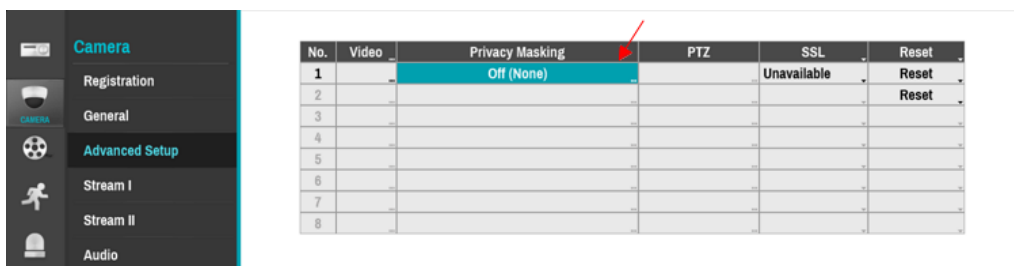 Camera
Registration
General
Advanced Setup
Stream I
Stream II
Audio
CAMERA
No. Video Privacy Masking PTZ SSL Reset
1 Off (None) Unavailable Reset
2 Reset
3
4
5
6
7
8